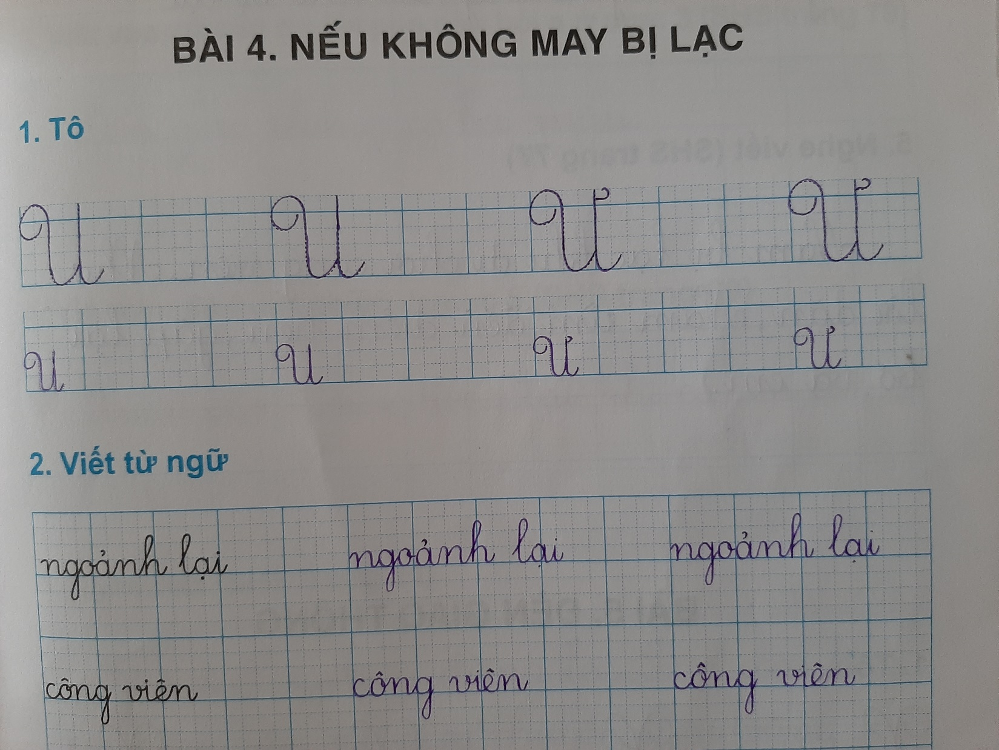 BÀI 4. NẾU KHÔNG MAY BỊ LẠC
1. Tô
U U Ư Ư
U U Ư Ư
2. Viết từ ngữ
ngoảnh lại ngoảnh lại ngoảnh lại
công viên công viên công viên